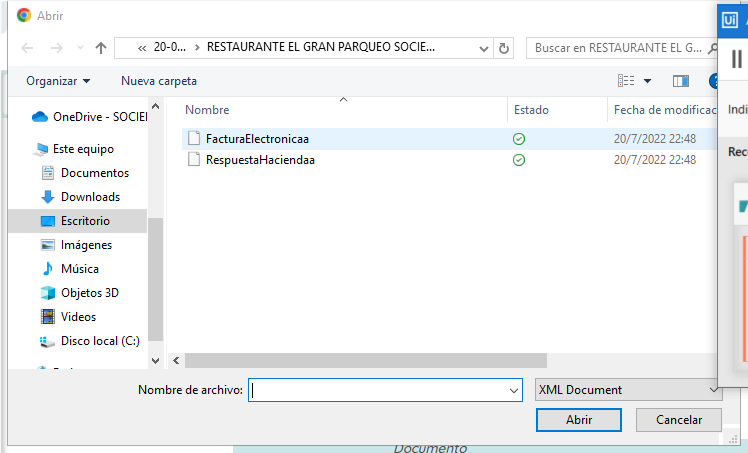 Abrir
« 20-0... > RESTAURANTE EL GRAN PARQUEO SOCIE...
Buscar en RESTAURANTE EL G...
Organizar
Nueva carpeta
Ui
Nombre
Estado
Fecha de modificac
Indi
Rec
FacturaElectronicaa
20/7/2022 22:48
RespuestaHaciendaa
20/7/2022 22:48
OneDrive - SOCIEI
Este equipo
Documentos
Downloads
Escritorio
Imágenes
Música
Objetos 3D
Videos
Disco local (C:)
Nombre de archivo:
XML Document
Abrir
Cancelar
Documento